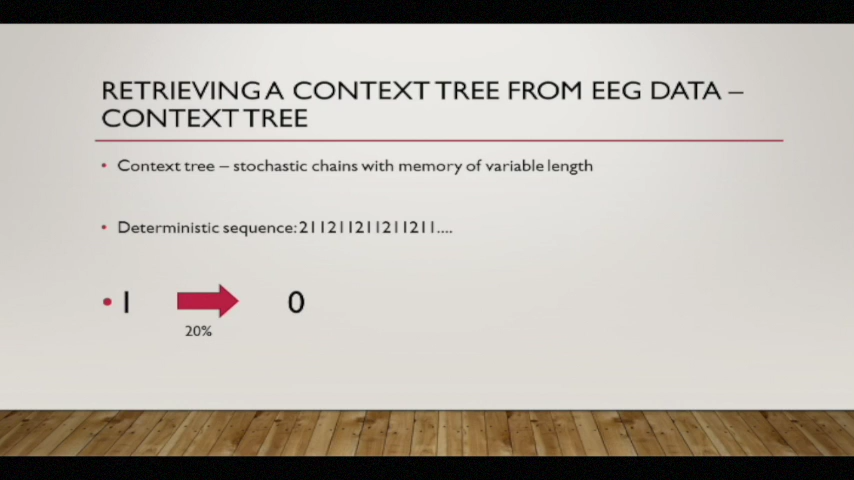 RETRIEVING A CONTEXT TREE FROM EEG DATA –
CONTEXT TREE
• Context tree – stochastic chains with memory of variable length
• Deterministic sequence: 211211211211211....
• 1 0
20%